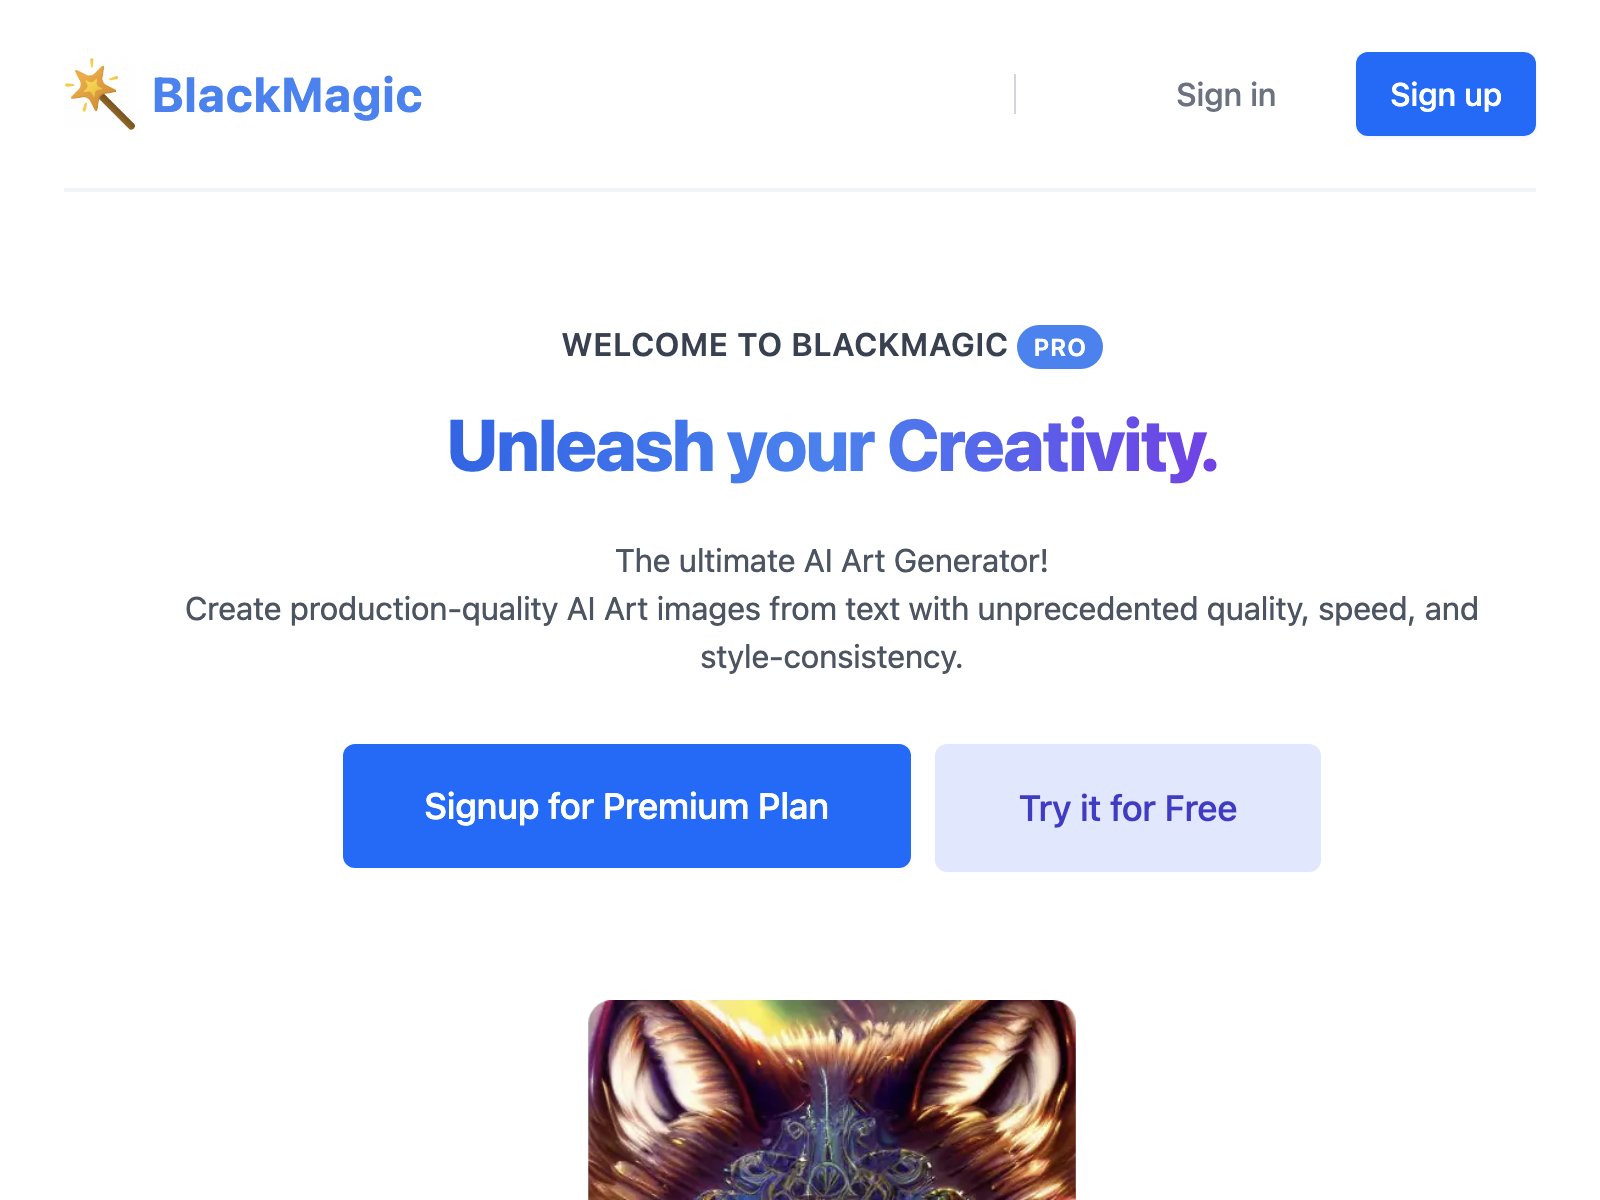 BlackMagic
Sign in
Sign up
WELCOME TO BLACKMAGIC PRO
Unleash your Creativity.
The ultimate AI Art Generator!
Create production-quality AI Art images from text with unprecedented quality, speed, and
style-consistency.
Signup for Premium Plan
Try it for Free